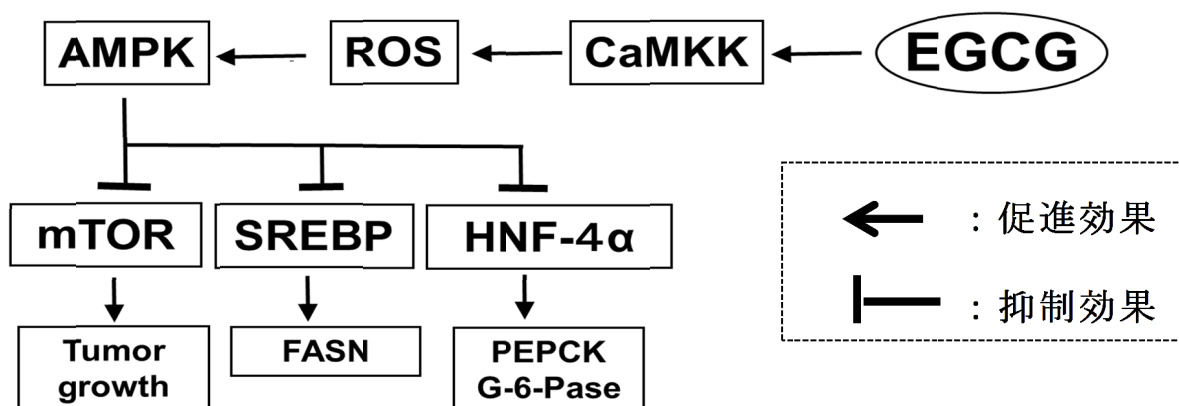 AMPK
ROS
CaMKK
EGCG
mTOR
SREBP
HNF-4α
Tumor
growth
FASN
PEPCK
G-6-Pase
：促進効果
：抑制効果